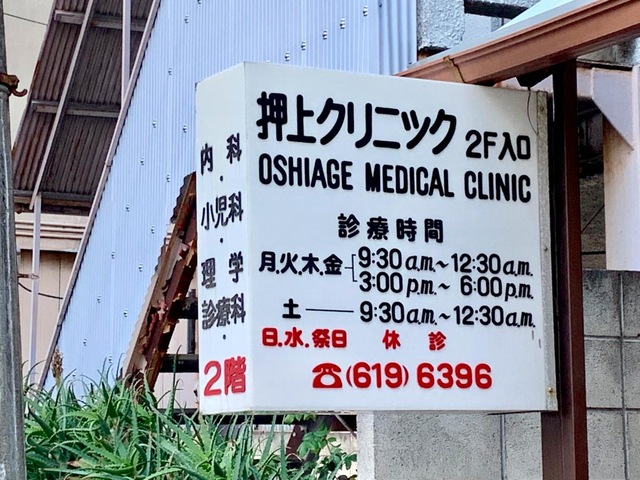 内科・
小児科・
理学
診療科・
2階
押上クリニック 2F入口
OSHIAGE MEDICAL CLINIC
診療時間
月.火.木.金 9:30 a.m.~12:30 a.m.
3:00 p.m.~ 6:00 p.m.
土 9:30 a.m.~12:30 a.m.
日.水.祭日 休診
☎(619)6396